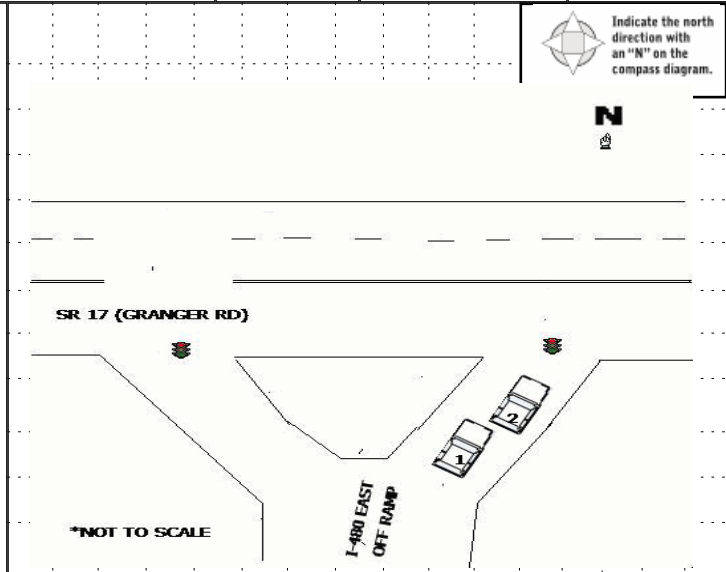 Indicate the north
direction with
an "N" on the
compass diagram.
N
SR 17 (GRANGER RD)
2
1
I-480 EAST
OFF RAMP
*NOT TO SCALE